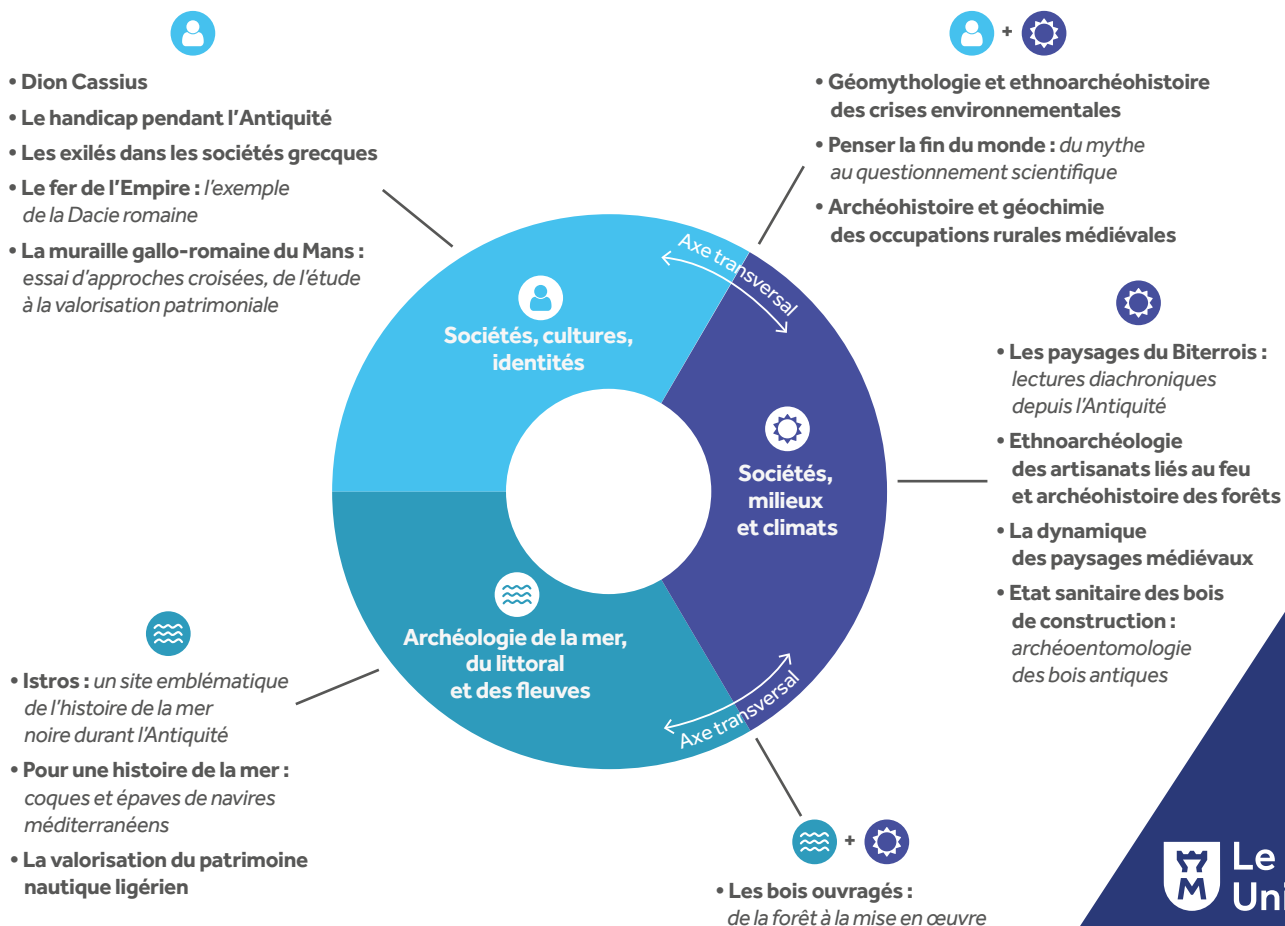 • Dion Cassius
• Le handicap pendant l'Antiquité
• Les exilés dans les sociétés grecques
• Le fer de l'Empire : l'exemple
de la Dacie romaine
• La muraille gallo-romaine du Mans :
essai d'approches croisées, de l'étude
à la valorisation patrimoniale
+
• Géomythologie et ethnoarchéohistoire
des crises environnementales
• Penser la fin du monde : du mythe
au questionnement scientifique
• Archéohistoire et géochimie
des occupations rurales médiévales
Axe transversal
Sociétés, cultures,
identités
Sociétés,
milieux
et climats
• Les paysages du Biterrois :
lectures diachroniques
depuis l'Antiquité
• Ethnoarchéologie
des artisanats liés au feu
et archéohistoire des forêts
• La dynamique
des paysages médiévaux
• Etat sanitaire des bois
de construction :
archéoentomologie
des bois antiques
Archéologie de la mer,
du littoral
et des fleuves
Axe transversal
• Istros : un site emblématique
de l'histoire de la mer
noire durant l'Antiquité
• Pour une histoire de la mer :
coques et épaves de navires
méditerranéens
• La valorisation du patrimoine
nautique ligérien
+
• Les bois ouvragés :
de la forêt à la mise en œuvre
M
Le
Uni